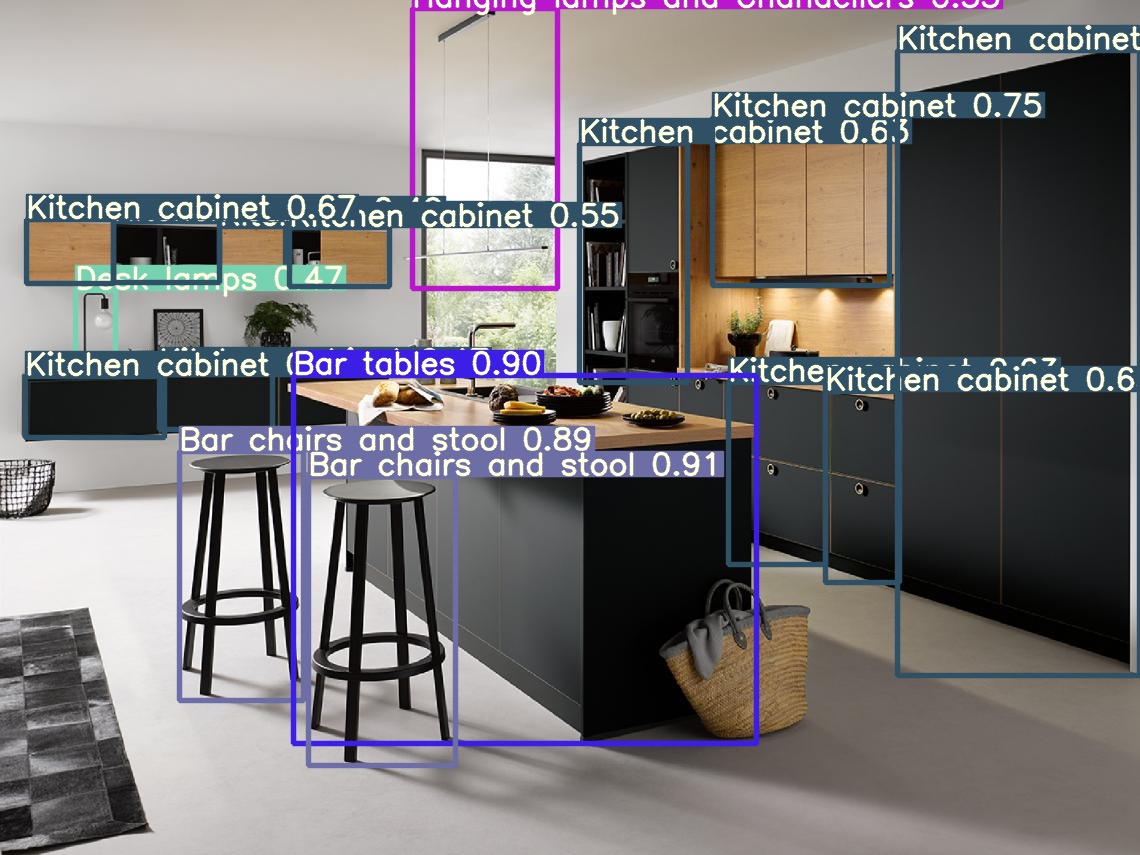 Hanging lamps and chandeliers 0.55
Kitchen cabinet
Kitchen cabinet 0.75
Kitchen cabinet 0.63
Kitchen cabinet 0.67
cabinet 0.55
Desk lamps 0.47
Kitchen cabinet
Bar tables 0.90
Kitchen cabinet 0.6
Bar chairs and stool 0.89
Bar chairs and stool 0.91